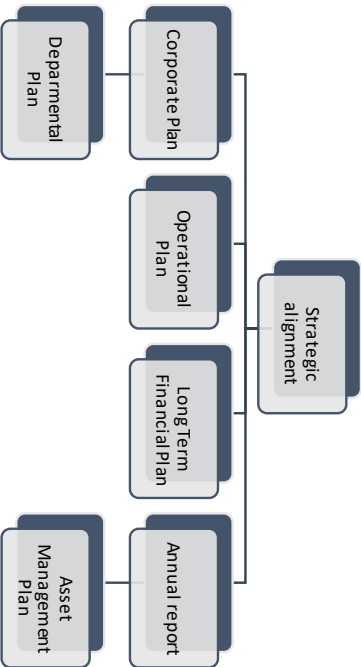 Strategic
alignment
Corporate Plan
Deparmental
Plan
Operational
Plan
Long Term
Financial Plan
Annual report
Asset
Management
Plan